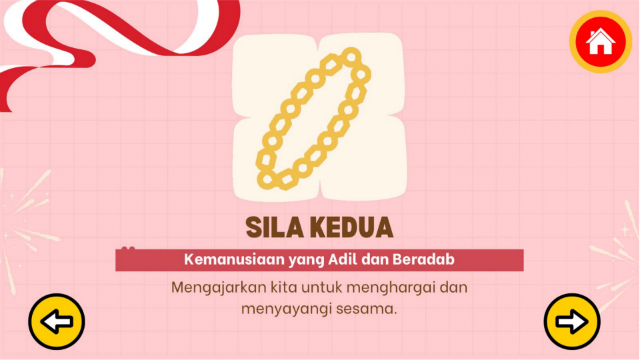 SILA KEDUA
Kemanusiaan yang Adil dan Beradab
Mengajarkan kita untuk menghargai dan
menyayangi sesama.